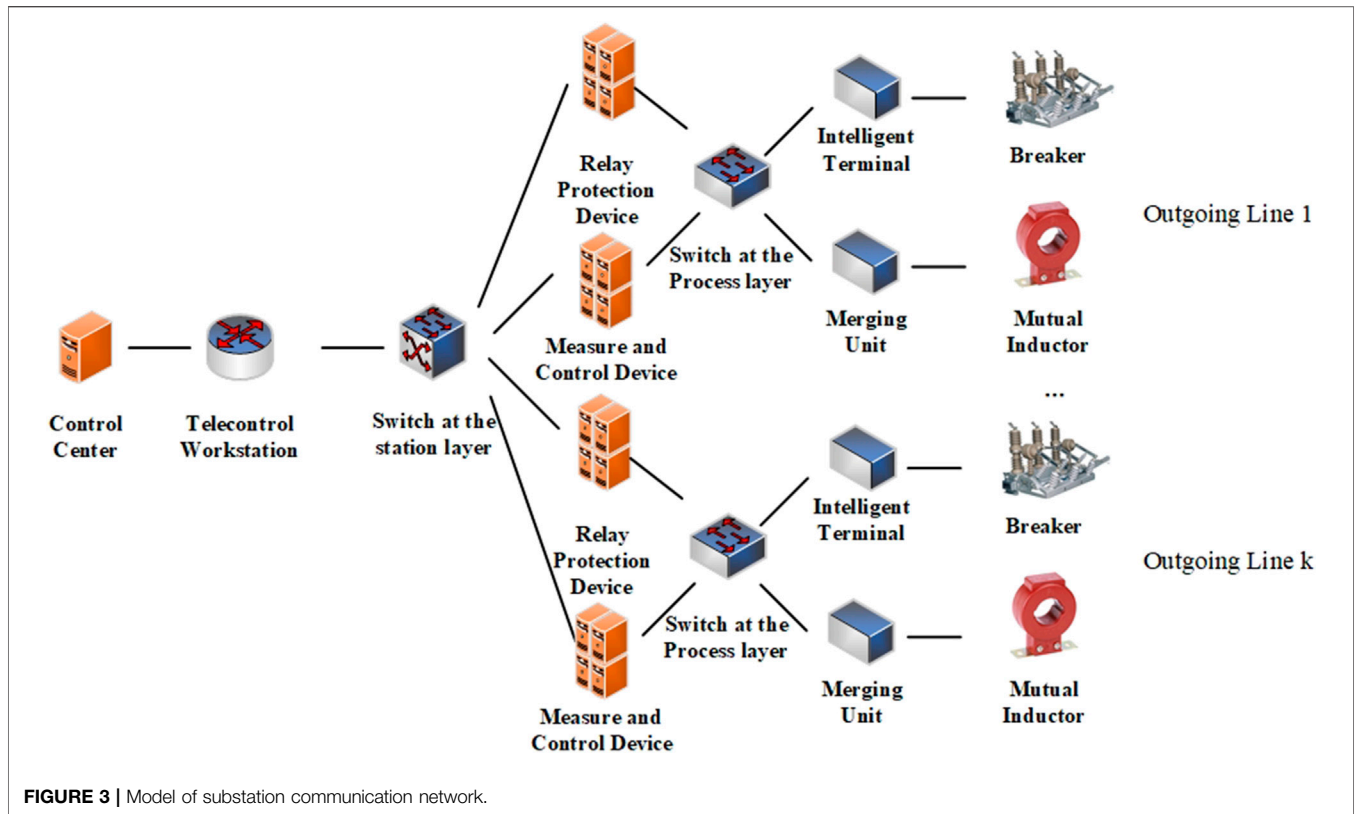 Relay
Protection
Device
Intelligent
Terminal
Breaker
Outgoing Line 1
Switch at the
Process layer
Merging
Unit
Mutual
Inductor
Measure and
Control Device
Control
Center
Telecontrol
Workstation
Switch at the
station layer
...
Relay
Protection
Device
Intelligent
Terminal
Breaker
Outgoing Line k
Switch at the
Process layer
Merging
Unit
Mutual
Inductor
Measure and
Control Device
FIGURE 3 | Model of substation communication network.